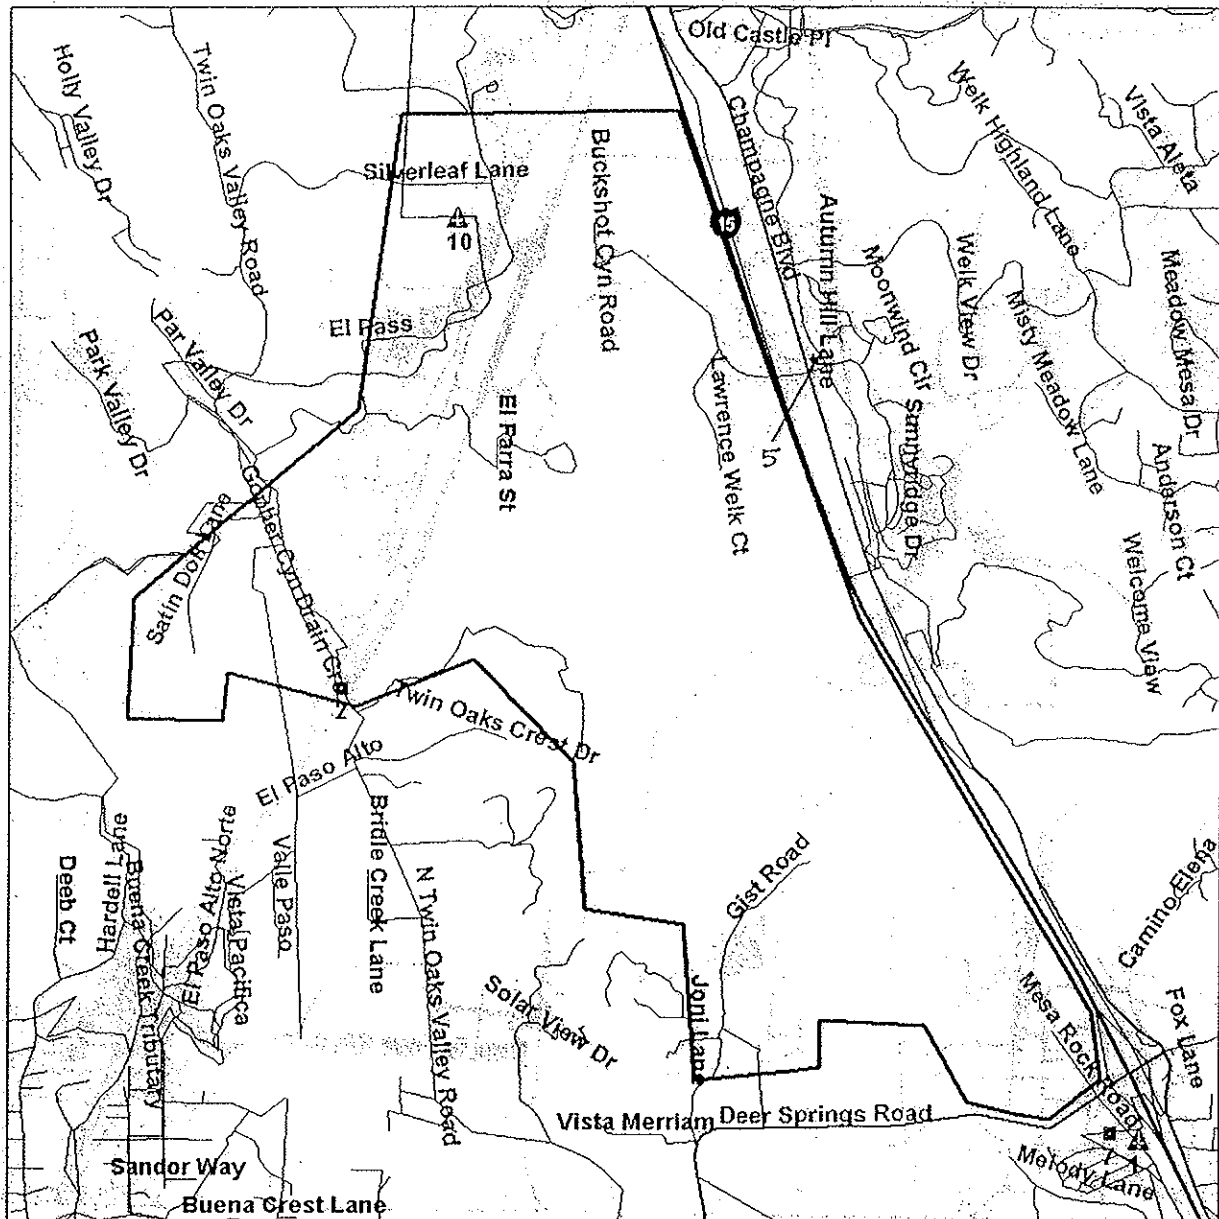 Old Castle Pl
Holly Valley Dr
Twin Oaks Valley Road
Welk Highland Lane
Vista Aleta
Champagne Blvd
Buckshot Cyn Road
Silverleaf Lane
10
15
Autumn Hill Lane
Moonwind Cir
Welk View Dr
Misty Meadow Lane
Meadow Mesa Dr
El Pass
Par Valley Dr
Park Valley Dr
El Parra St
Lawrence Welk Ct
Sunnyridge Dr
Anderson Ct
Gopher Cyn Drain Crk
Satin Doll Lane
Welcome View
7
Twin Oaks Crest Dr
El Paso Alto
Bridle Creek Lane
Valle Paso
El Paso Alto Norte
Vista Pacifica
Hardell Lane
Buena Creek Tributary
Deeb Ct
N Twin Oaks Valley Road
Gist Road
Camino Elena
Solar View Dr
Joni Lane
Mesa Rock Road
Fox Lane
Vista Merriam
Deer Springs Road
Melody Lane
Sandor Way
Buena Crest Lane